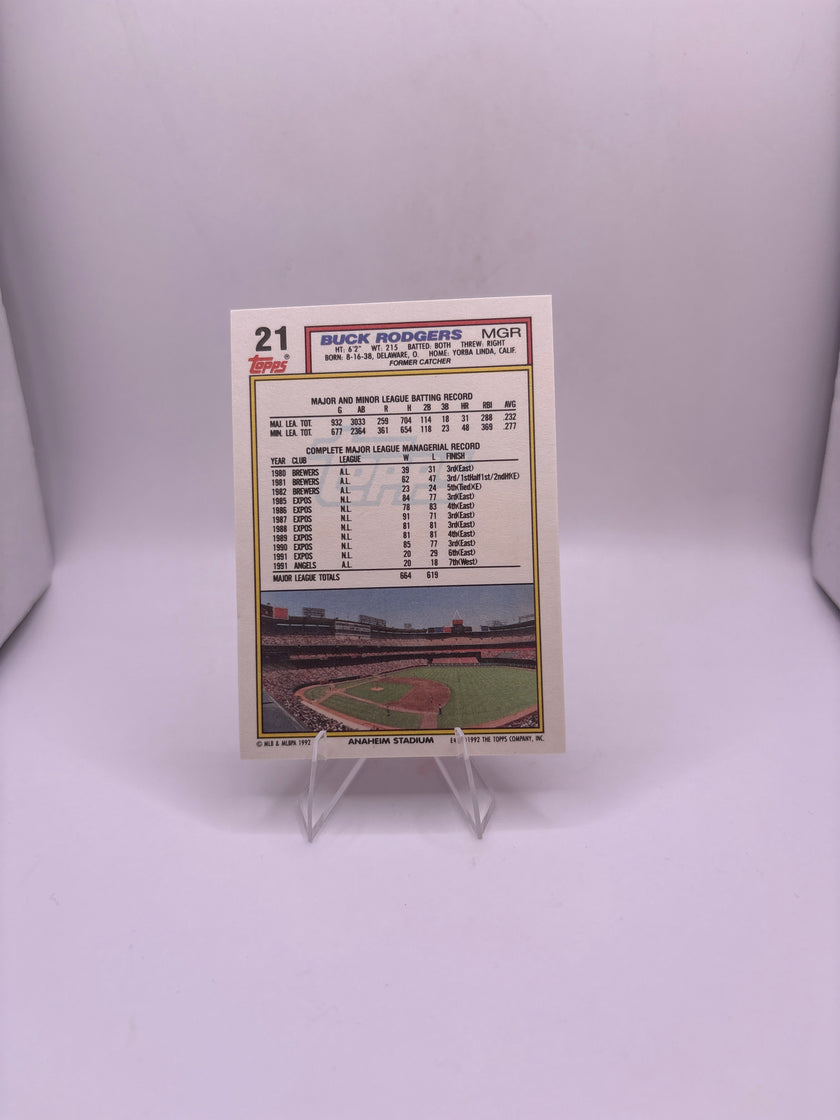 21
BUCK RODGERS MGR
HT: 6'2" WT: 215 BATTED: BOTH THREW: RIGHT
BORN: 8-16-38, DELAWARE, O. HOME: YORBA LINDA, CALIF.
FORMER CATCHER
Topps®
MAJOR AND MINOR LEAGUE BATTING RECORD
G AB R H 2B 3B HR RBI AVG
MAJ. LEA. TOT. 932 3033 259 704 114 18 31 288 .232
MIN. LEA. TOT. 677 2364 361 654 118 23 48 369 .277
Topps
COMPLETE MAJOR LEAGUE MANAGERIAL RECORD
YEAR CLUB LEAGUE W L FINISH
1980 BREWERS A.L. 39 31 3rd(East)
1981 BREWERS A.L. 62 47 3rd/1stHalf1st/2ndH(E)
1982 BREWERS A.L. 23 24 5th(Tied)(E)
1985 EXPOS N.L. 84 77 3rd(East)
1986 EXPOS N.L. 78 83 4th(East)
1987 EXPOS N.L. 91 71 3rd(East)
1988 EXPOS N.L. 81 81 3rd(East)
1989 EXPOS N.L. 81 81 4th(East)
1990 EXPOS N.L. 85 77 3rd(East)
1991 EXPOS N.L. 20 29 6th(East)
1991 ANGELS A.L. 20 18 7th(West)
MAJOR LEAGUE TOTALS 664 619
© MLB & MLBPA 1992 ANAHEIM STADIUM 1992 THE TOPPS COMPANY, INC.